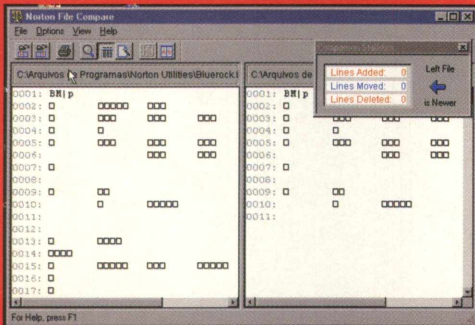 Norton File Compare
File Options View Help
C:\Arquivos de Programas\Norton Utilities\Bluerock.
C:\Arquivos de
Comparison Statistics
Lines Added: 0
Lines Moved: 0
Lines Deleted: 0
Left File
is Newer
0001: BM|p
0002:
0003:
0004:
0005:
0006:
0007:
0008:
0009:
0010:
0011:
0012:
0013:
0014:
0015:
0016:
0017:
0001: BM|p
0002:
0003:
0004:
0005:
0006:
0007:
0008:
0009:
0010:
0011:
For Help, press F1